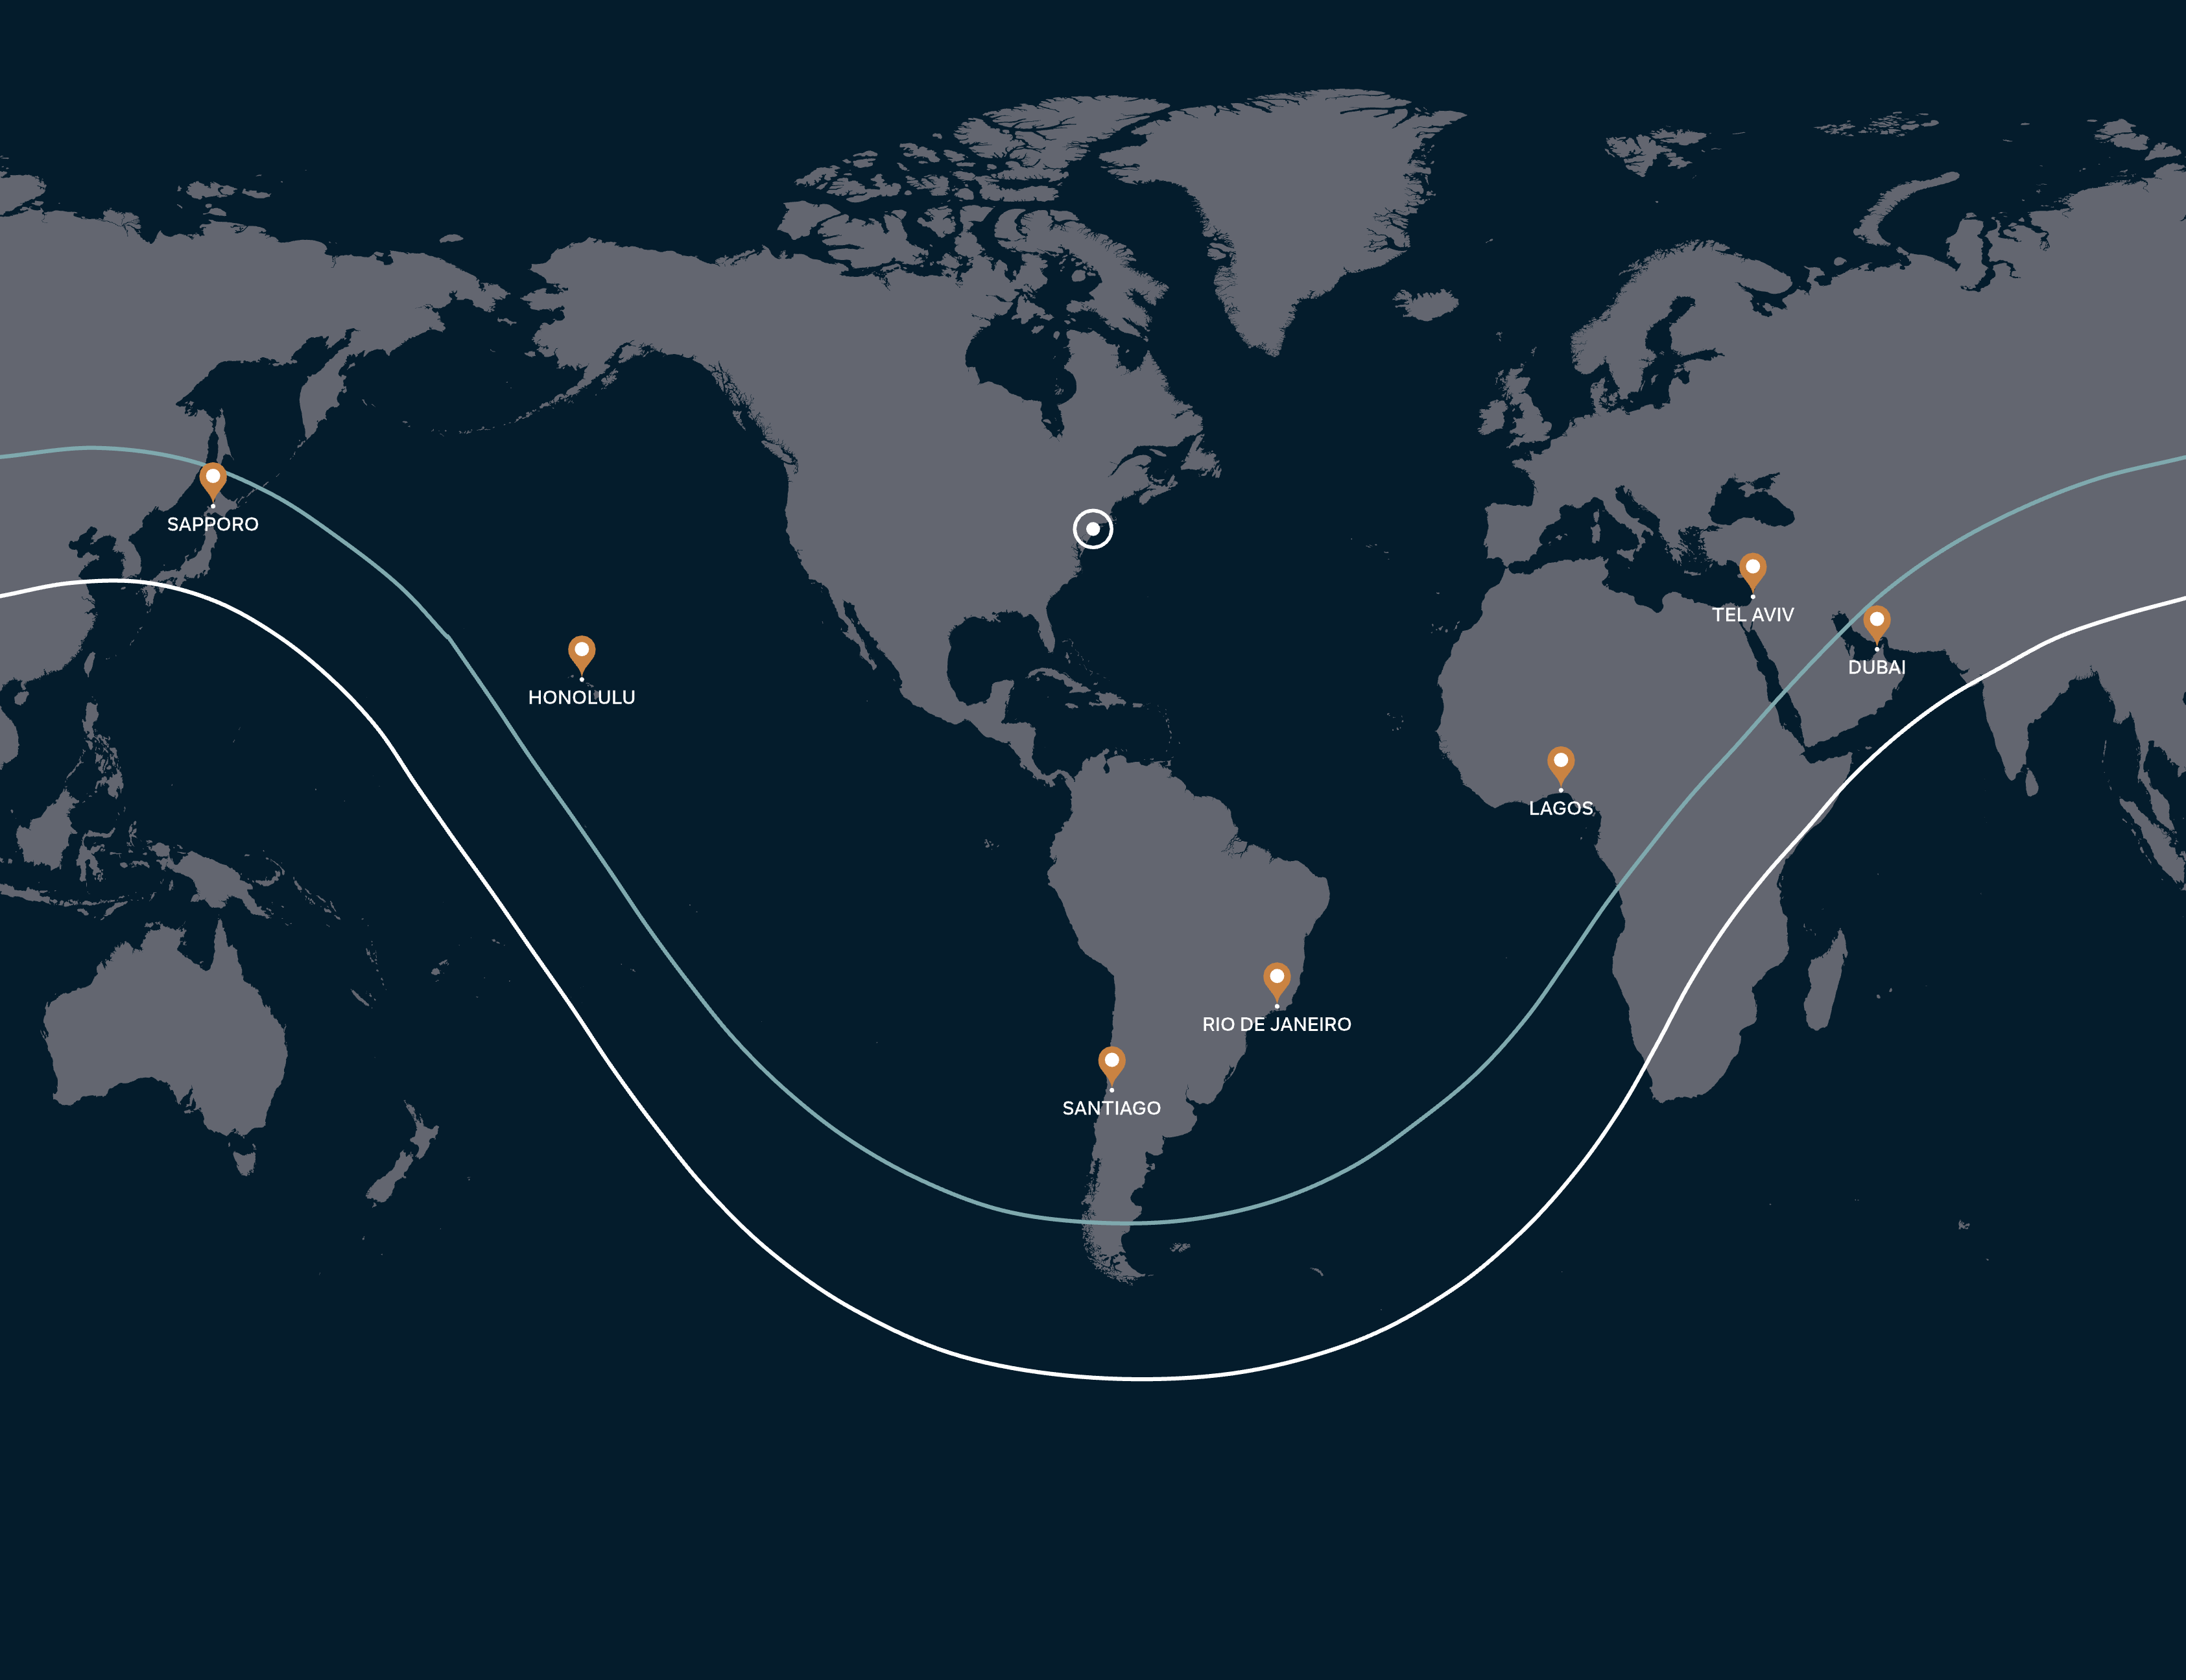 SAPPORO
TEL AVIV
DUBAI
HONOLULU
LAGOS
RIO DE JANEIRO
SANTIAGO